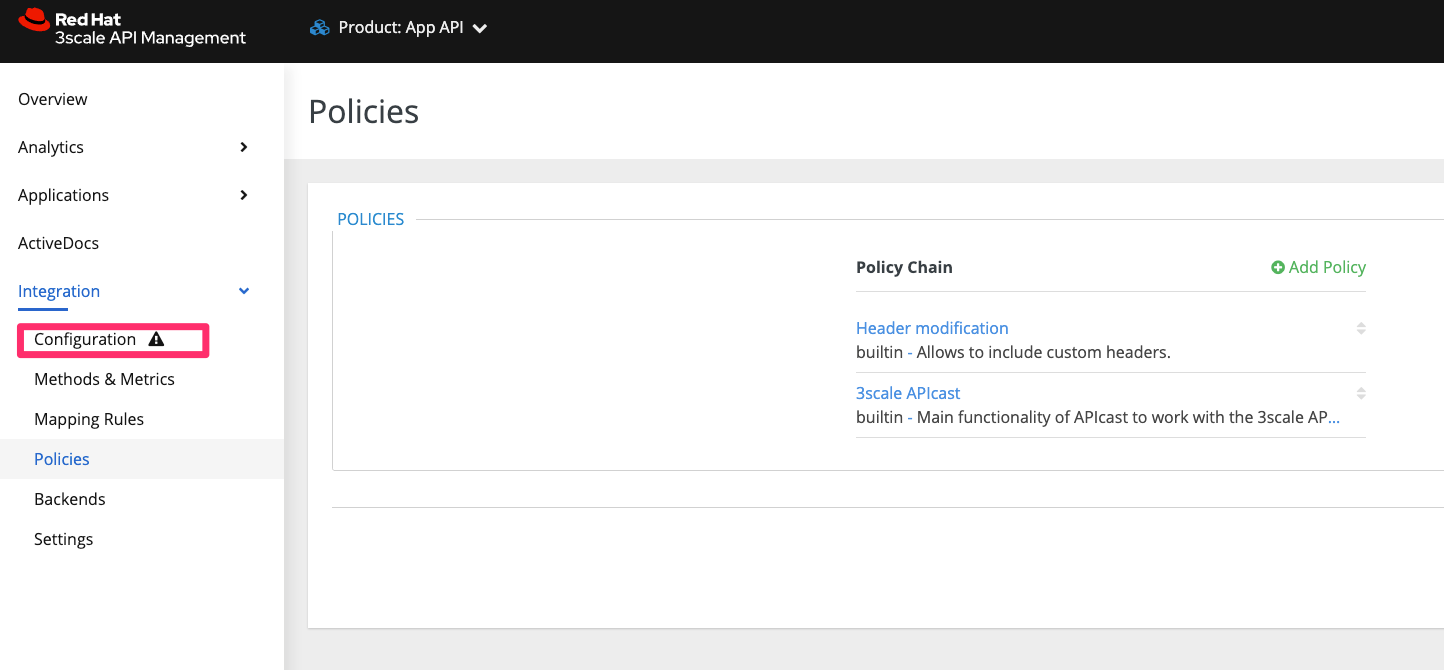 Red Hat
3scale API Management
Product: App API
Overview
Analytics
Applications
ActiveDocs
Integration
Configuration
Methods & Metrics
Mapping Rules
Policies
Backends
Settings
Policies
POLICIES
Policy Chain
Add Policy
Header modification
builtin - Allows to include custom headers.
3scale APIcast
builtin - Main functionality of APIcast to work with the 3scale AP...